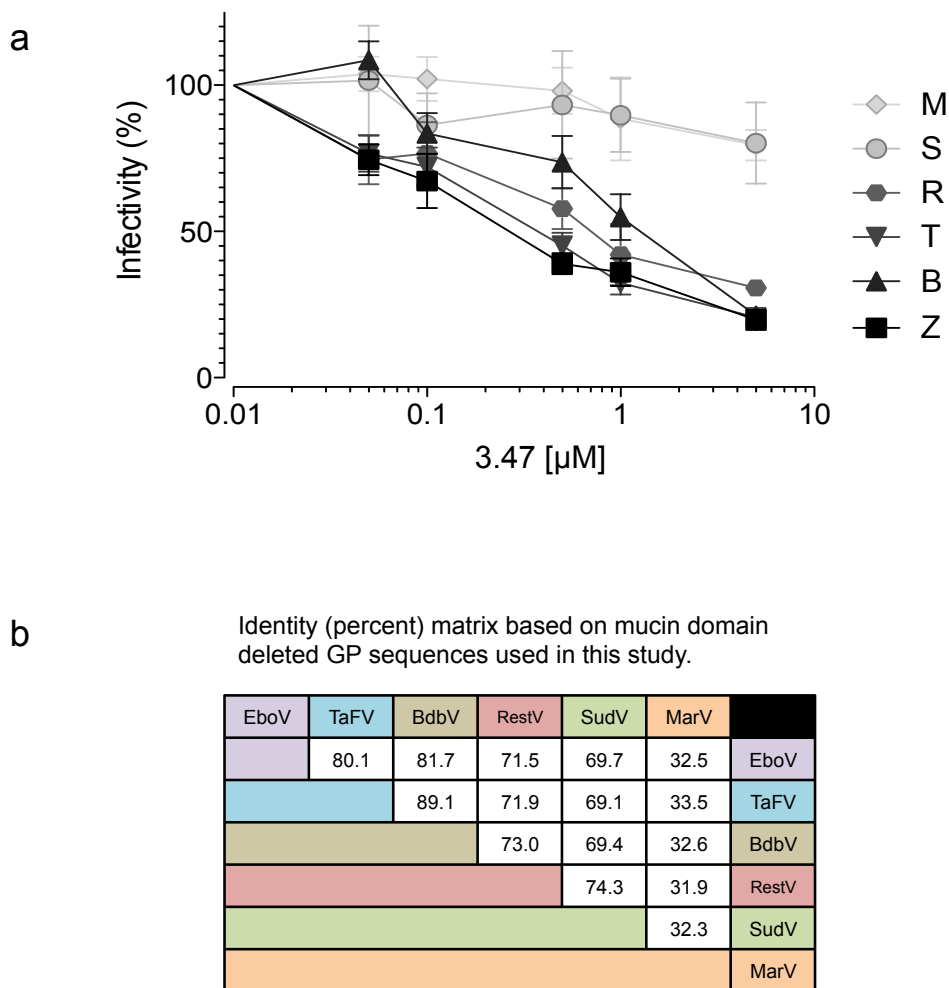 a
Infectivity (%)
100
50
0
0.01 0.1 1 10
3.47 [µM]
M
S
R
T
B
Z
b
Identity (percent) matrix based on mucin domain
deleted GP sequences used in this study.
EboV TaFV BdbV RestV SudV MarV
80.1 81.7 71.5 69.7 32.5 EboV
89.1 71.9 69.1 33.5 TaFV
73.0 69.4 32.6 BdbV
74.3 31.9 RestV
32.3 SudV
MarV